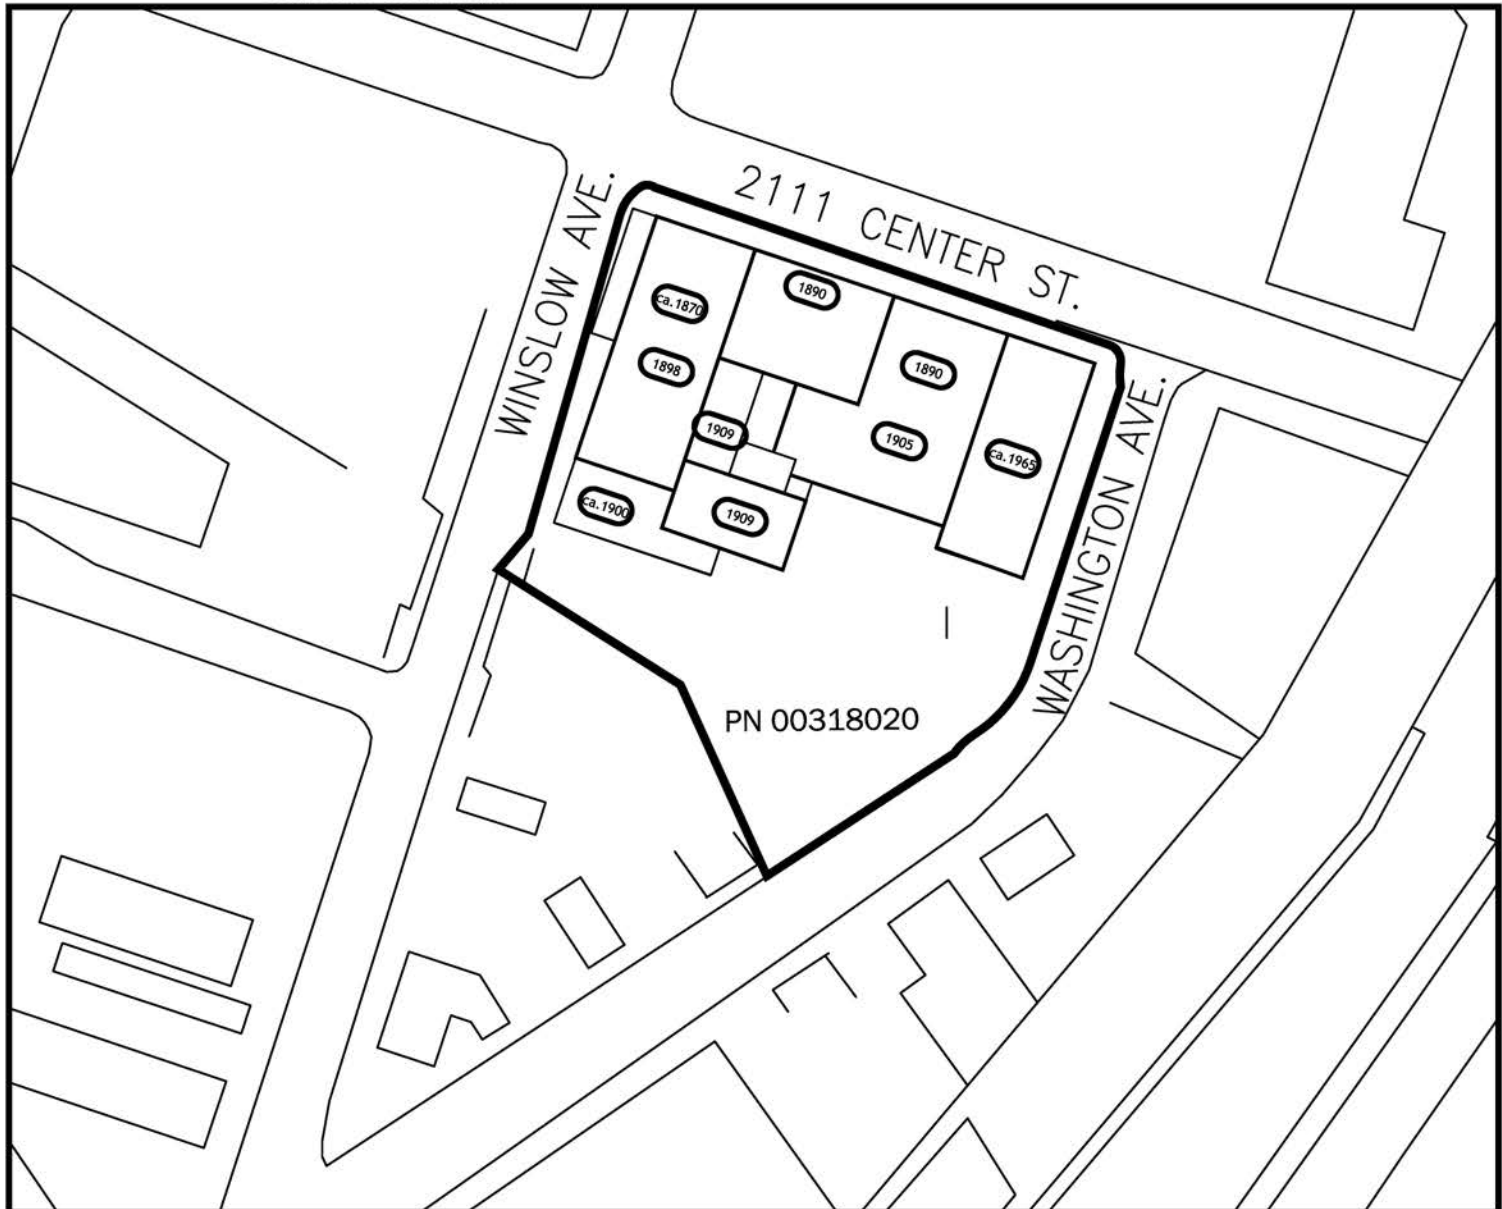 2111 CENTER ST.
WINSLOW AVE.
WASHINGTON AVE.
1890
ca.1870
1898
1890
1909
1905
ca.1965
ca.1900
1909
PN 00318020